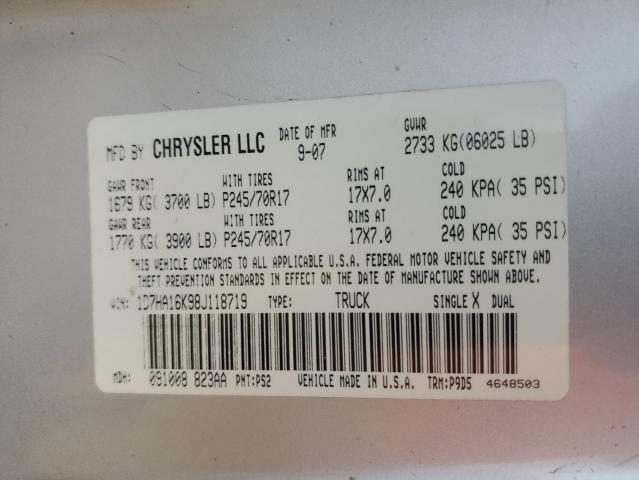 MFD BY CHRYSLER LLC DATE OF MFR 9-07 GVWR 2733 KG(06025 LB)
GAWR FRONT WITH TIRES RIMS AT COLD
1679 KG( 3700 LB) P245/70R17 17X7.0 240 KPA( 35 PSI)
GAWR REAR WITH TIRES RIMS AT COLD
1770 KG( 3900 LB) P245/70R17 17X7.0 240 KPA( 35 PSI)
THIS VEHICLE CONFORMS TO ALL APPLICABLE U.S.A. FEDERAL MOTOR VEHICLE SAFETY AND
THEFT PREVENTION STANDARDS IN EFFECT ON THE DATE OF MANUFACTURE SHOWN ABOVE.
VIN: 1D7HA16K98J118719 TYPE: TRUCK SINGLE X DUAL
MDH: 091008 823AA PNT:PS2 VEHICLE MADE IN U.S.A. TRM:P9D5 4648503